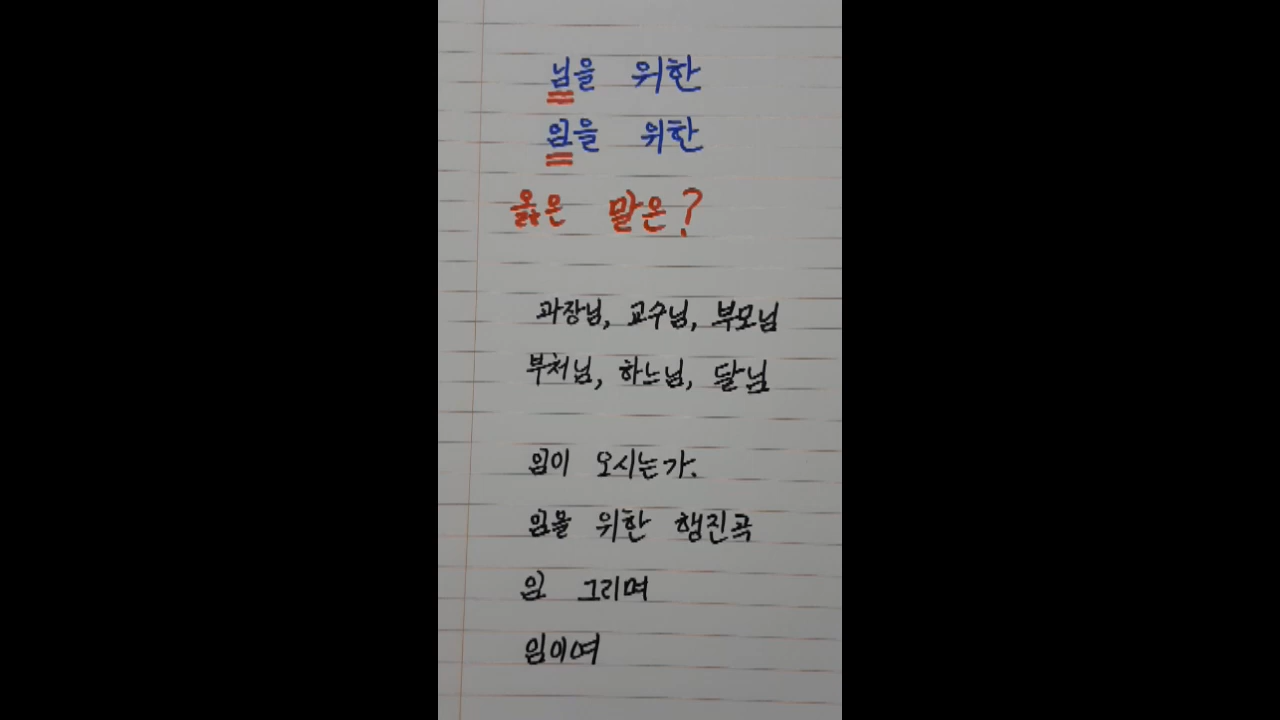 님을 위한
임을 위한
옳은 말은?
과장님, 교수님, 부모님
부처님, 하느님, 달님
임이 오시는가.
임을 위한 행진곡
임 그리며
임이여